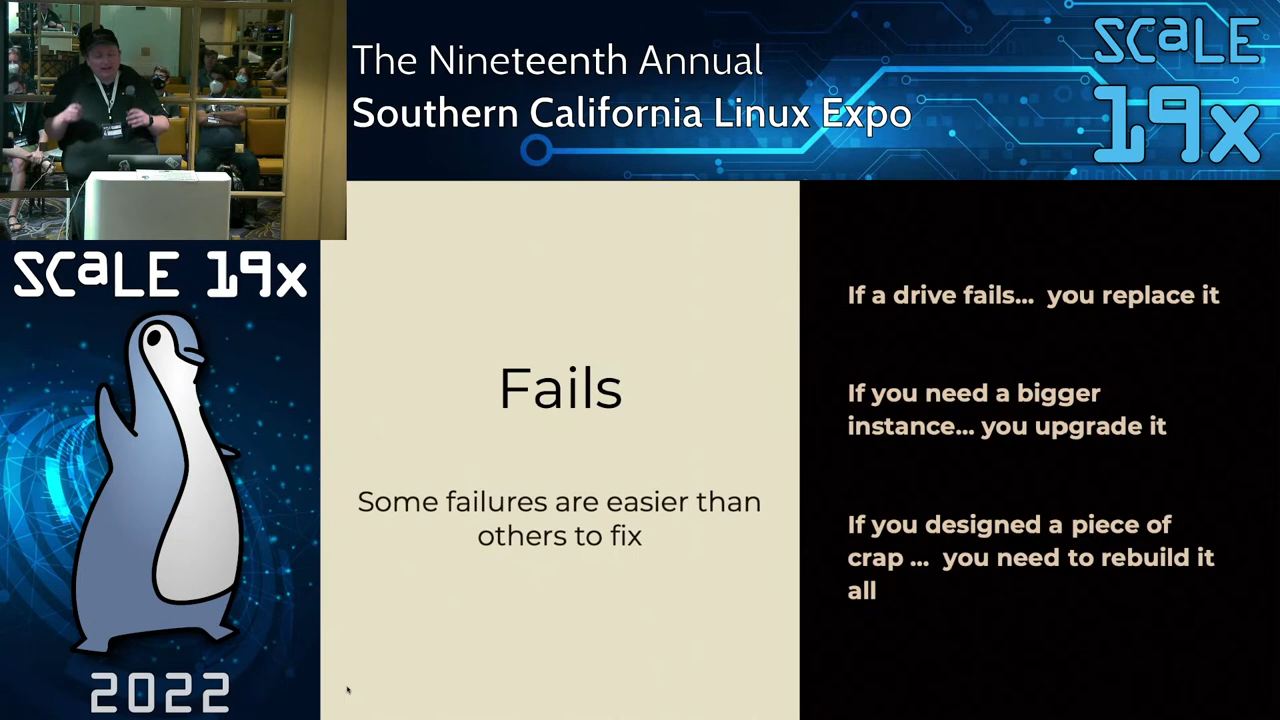 The Nineteenth Annual
Southern California Linux Expo
SCaLE
19x
SCaLE 19x
2022
Fails
Some failures are easier than
others to fix
If a drive fails... you replace it
If you need a bigger
instance... you upgrade it
If you designed a piece of
crap ... you need to rebuild it
all